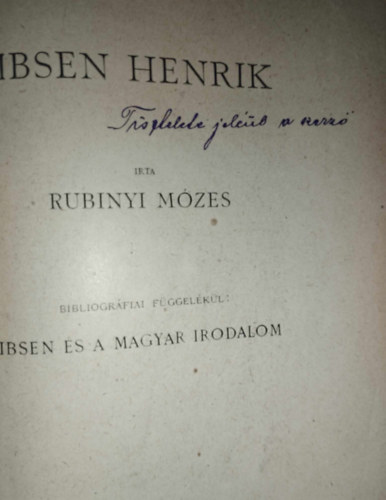 IBSEN HENRIK
Tisztelete jeléül a szerző
IRTA
RUBINYI MÓZES
BIBLIOGRÁFIAI FÜGGELÉKÜL:
IBSEN ÉS A MAGYAR IRODALOM